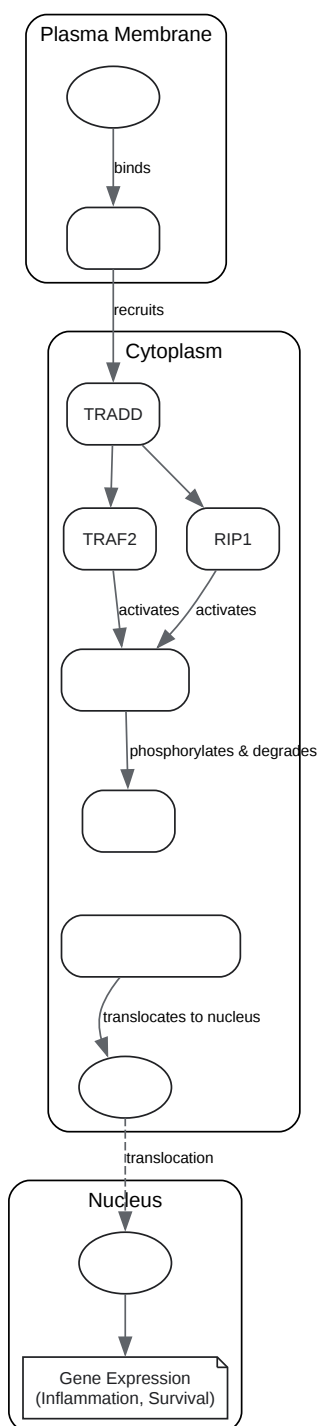 Plasma Membrane
binds
recruits
Cytoplasm
TRADD
TRAF2
RIP1
activates
activates
phosphorylates & degrades
translocates to nucleus
translocation
Nucleus
Gene Expression
(Inflammation, Survival)